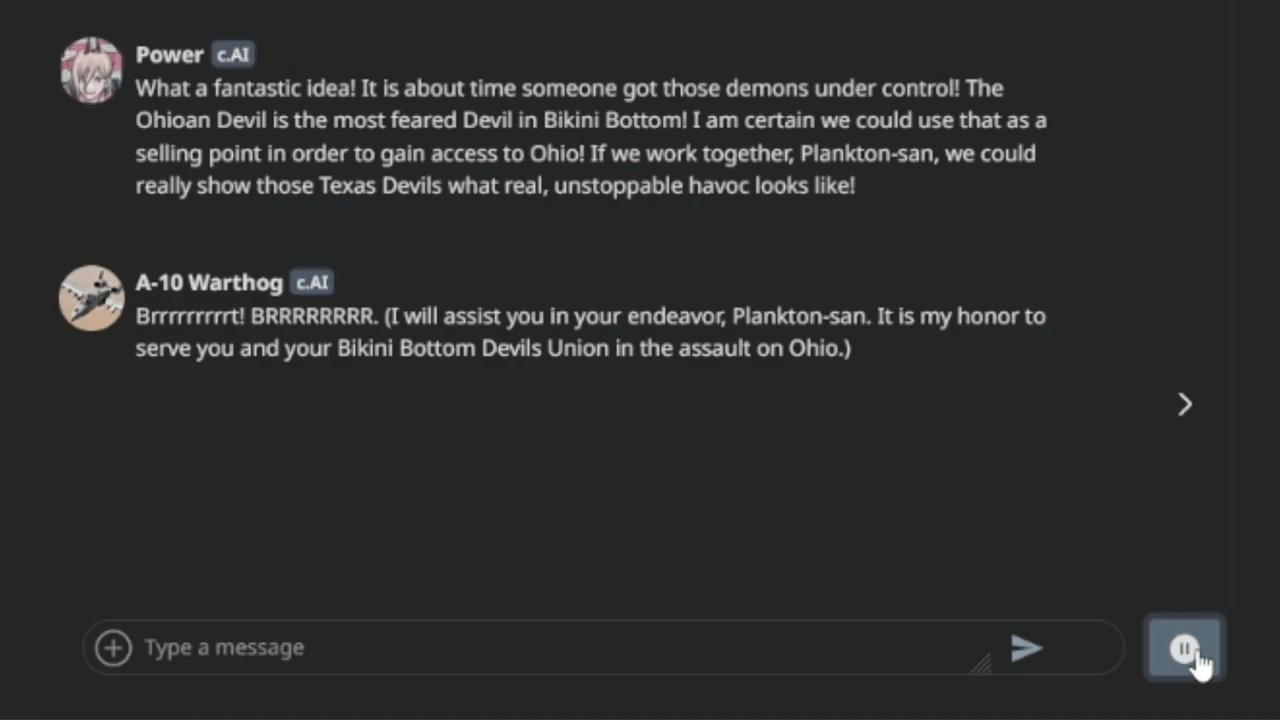 Power c.AI
What a fantastic idea! It is about time someone got those demons under control! The
Ohioan Devil is the most feared Devil in Bikini Bottom! I am certain we could use that as a
selling point in order to gain access to Ohio! If we work together, Plankton-san, we could
really show those Texas Devils what real, unstoppable havoc looks like!
A-10 Warthog c.AI
Brrrrrrrrrt! BRRRRRRRR. (I will assist you in your endeavor, Plankton-san. It is my honor to
serve you and your Bikini Bottom Devils Union in the assault on Ohio.)
Type a message